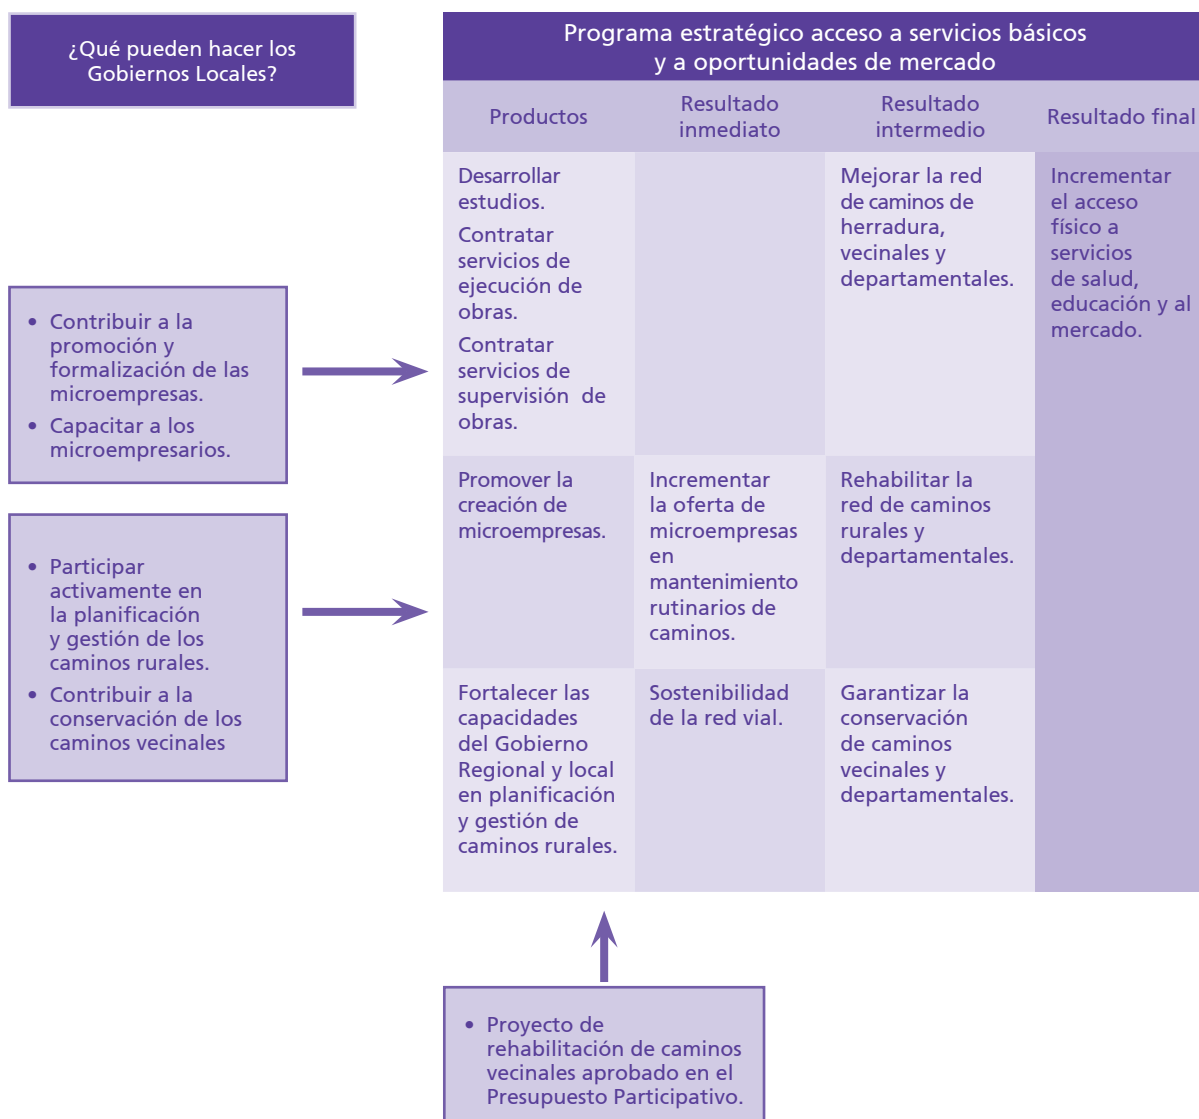 ¿Qué pueden hacer los
Gobiernos Locales?
• Contribuir a la
promoción y
formalización de las
microempresas.
• Capacitar a los
microempresarios.
• Participar
activamente en
la planificación
y gestión de los
caminos rurales.
• Contribuir a la
conservación de los
caminos vecinales
Programa estratégico acceso a servicios básicos
y a oportunidades de mercado
Productos
Resultado
inmediato
Resultado
intermedio
Resultado final
Desarrollar
estudios.
Contratar
servicios de
ejecución de
obras.
Contratar
servicios de
supervisión de
obras.
Mejorar la red
de caminos de
herradura,
vecinales y
departamentales.
Incrementar
el acceso
físico a
servicios
de salud,
educación y al
mercado.
Promover la
creación de
microempresas.
Incrementar
la oferta de
microempresas
en
mantenimiento
rutinarios de
caminos.
Rehabilitar la
red de caminos
rurales y
departamentales.
Fortalecer las
capacidades
del Gobierno
Regional y local
en planificación
y gestión de
caminos rurales.
Sostenibilidad
de la red vial.
Garantizar la
conservación
de caminos
vecinales y
departamentales.
• Proyecto de
rehabilitación de caminos
vecinales aprobado en el
Presupuesto Participativo.